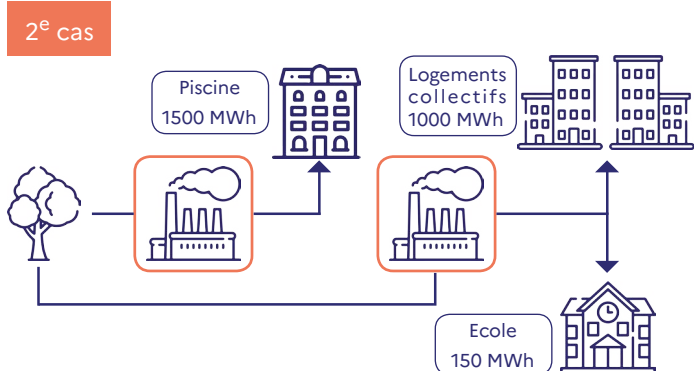 2e cas
Piscine
1500 MWh
Logements
collectifs
1000 MWh
Ecole
150 MWh